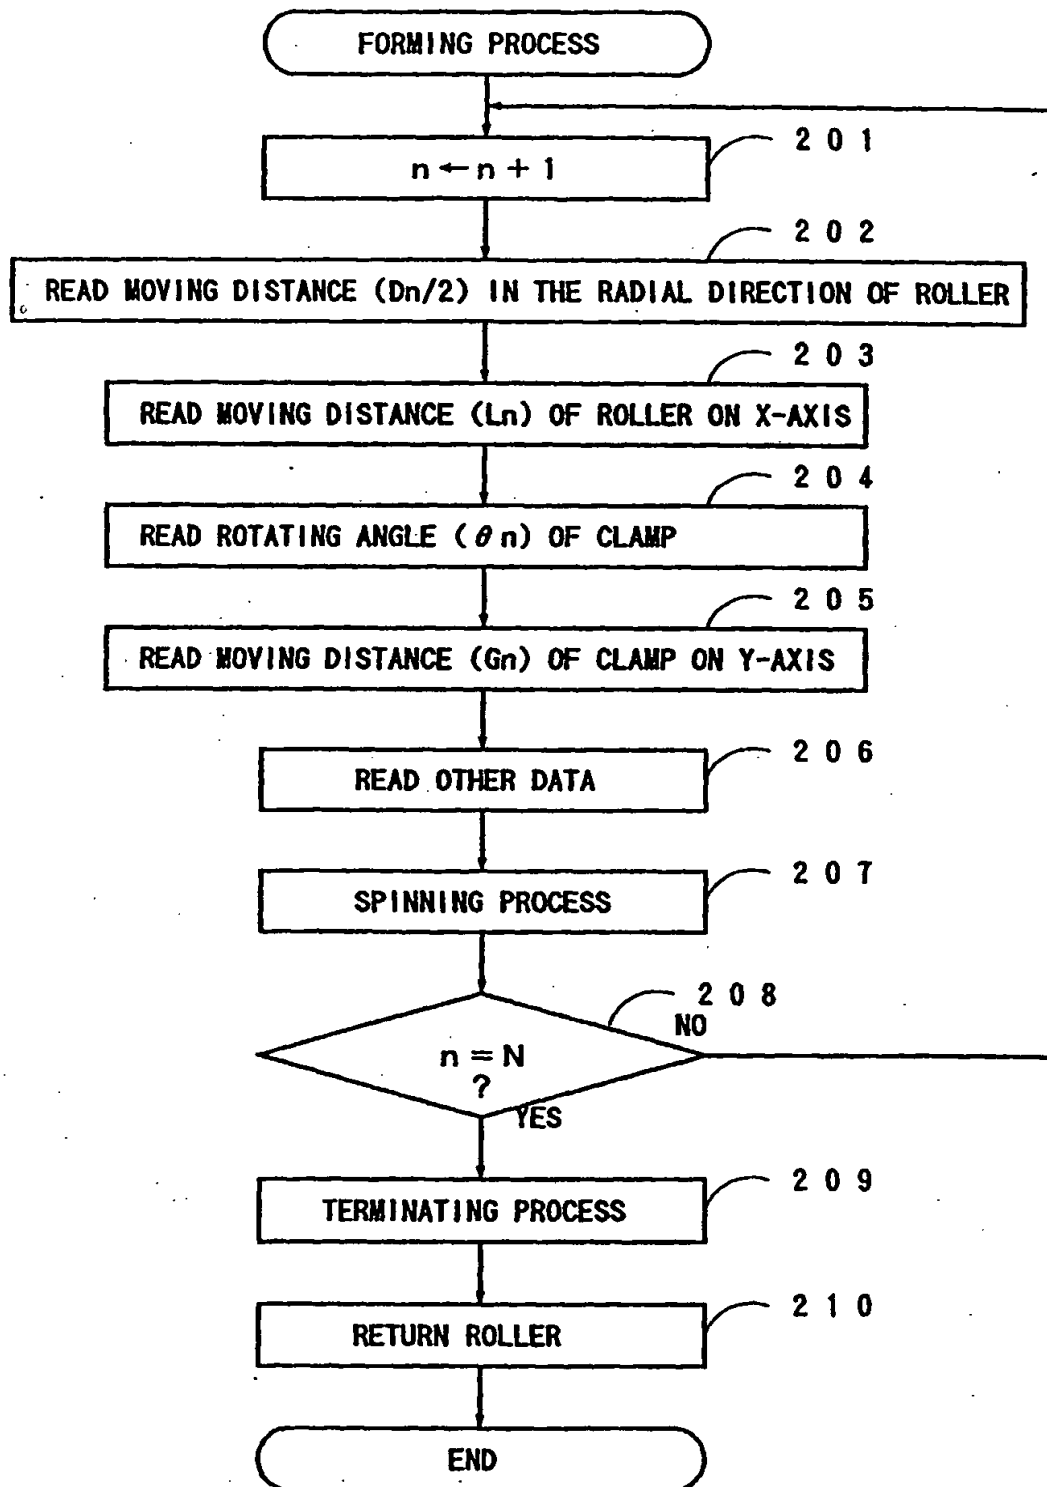 FORMING PROCESS
201
n ← n + 1
202
READ MOVING DISTANCE (Dn/2) IN THE RADIAL DIRECTION OF ROLLER
203
READ MOVING DISTANCE (Ln) OF ROLLER ON X-AXIS
204
READ ROTATING ANGLE (θn) OF CLAMP
205
READ MOVING DISTANCE (Gn) OF CLAMP ON Y-AXIS
206
READ OTHER DATA
207
SPINNING PROCESS
208
NO
n = N
?
YES
209
TERMINATING PROCESS
210
RETURN ROLLER
END